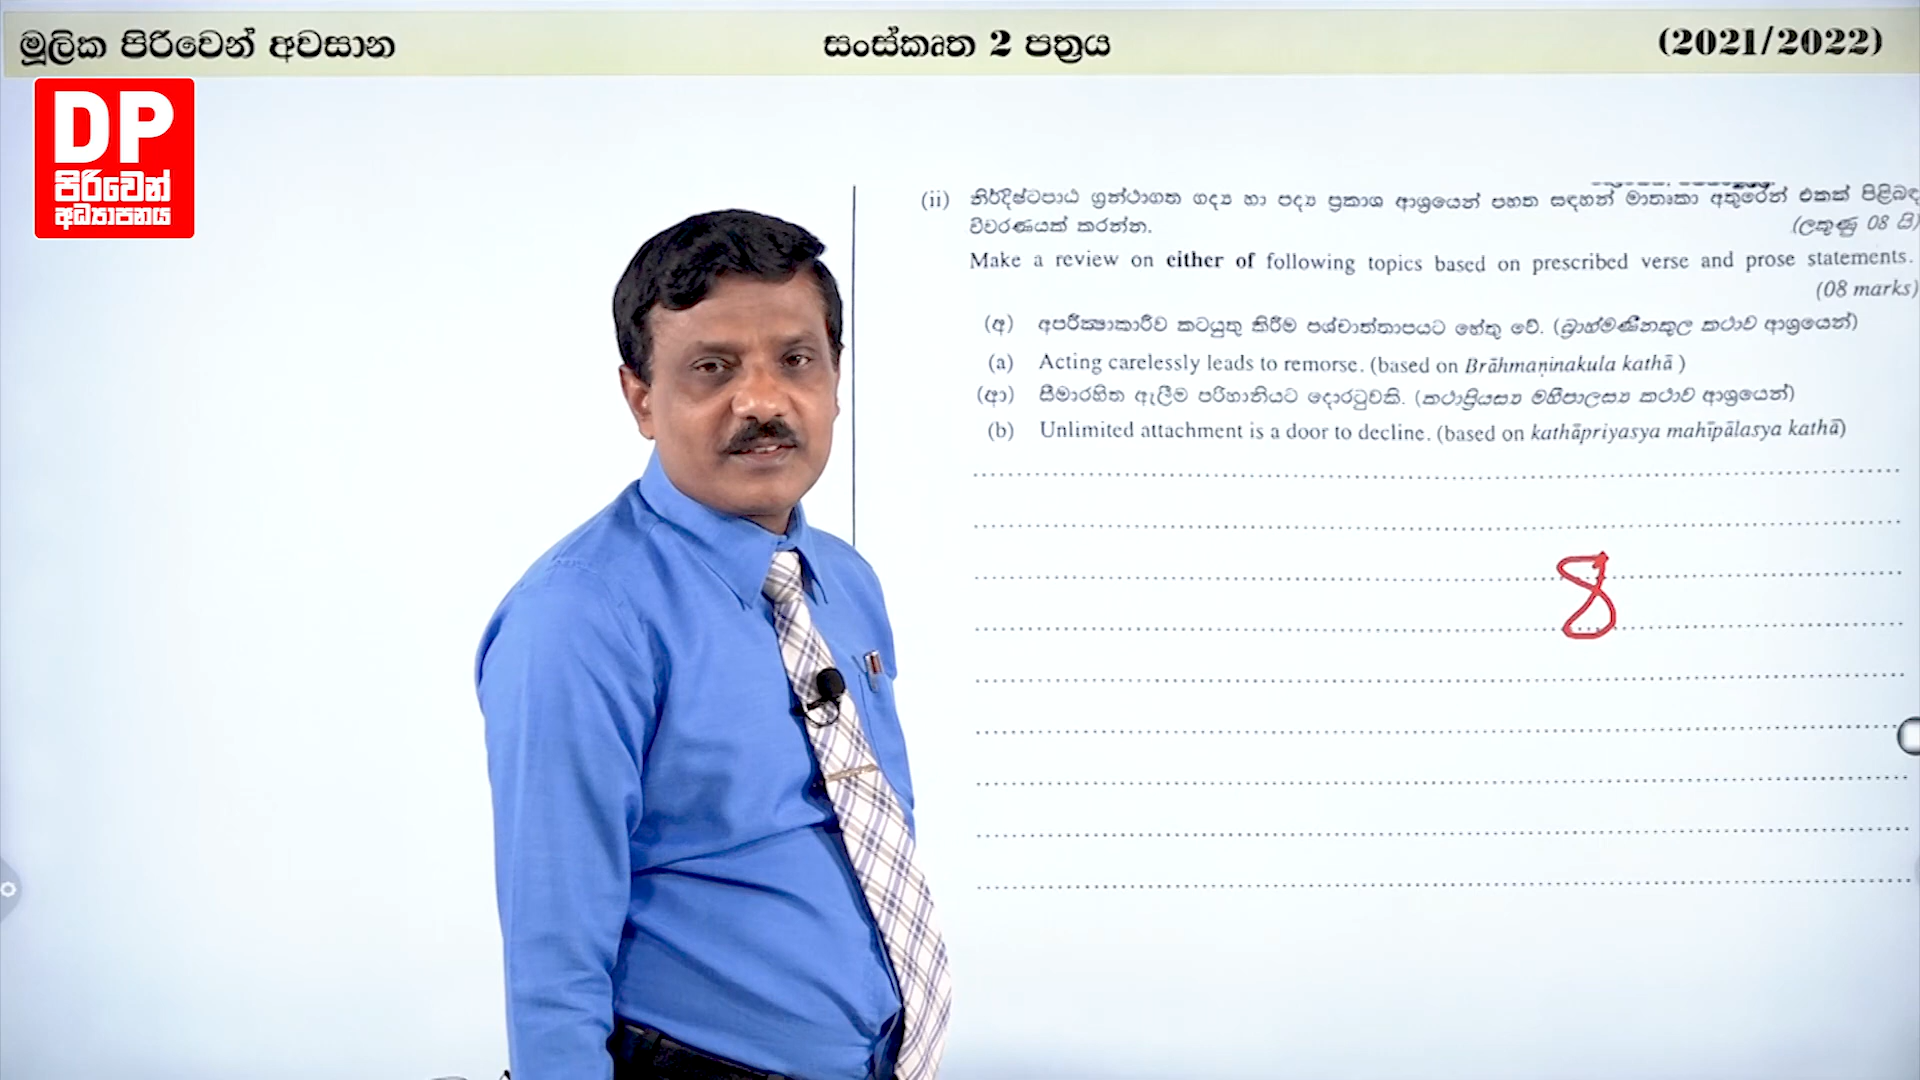 මූලික පිරිවෙන් අවසාන
සංස්කෘත 2 පත්‍රය
(2021/2022)
DP
පිරිවෙන්
අධ්‍යාපනය
(ii) නිර්දිෂ්ටපාඨ ග්‍රන්ථාගත ගද්‍ය හා පද්‍ය ප්‍රකාශ ආශ්‍රයෙන් පහත සඳහන් මාතෘකා අතුරෙන් එකක් පිළිබඳ
විවරණයක් කරන්න. (ලකුණු 08 යි)
Make a review on either of following topics based on prescribed verse and prose statements.
(08 marks)
(අ) අපරීක්‍ෂාකාරීව කටයුතු කිරීම පශ්චාත්තාපයට හේතු වේ. (බ්‍රාහ්මණීනකුල කථාව ආශ්‍රයෙන්)
(a) Acting carelessly leads to remorse. (based on Brāhmaṇinakula kathā )
(ආ) සීමාරහිත ඇලීම පරිහානියට දොරටුවකි. (කථාප්‍රියස්‍ය මහීපාලස්‍ය කථාව ආශ්‍රයෙන්)
(b) Unlimited attachment is a door to decline. (based on kathāpriyasya mahīpālasya kathā)
8